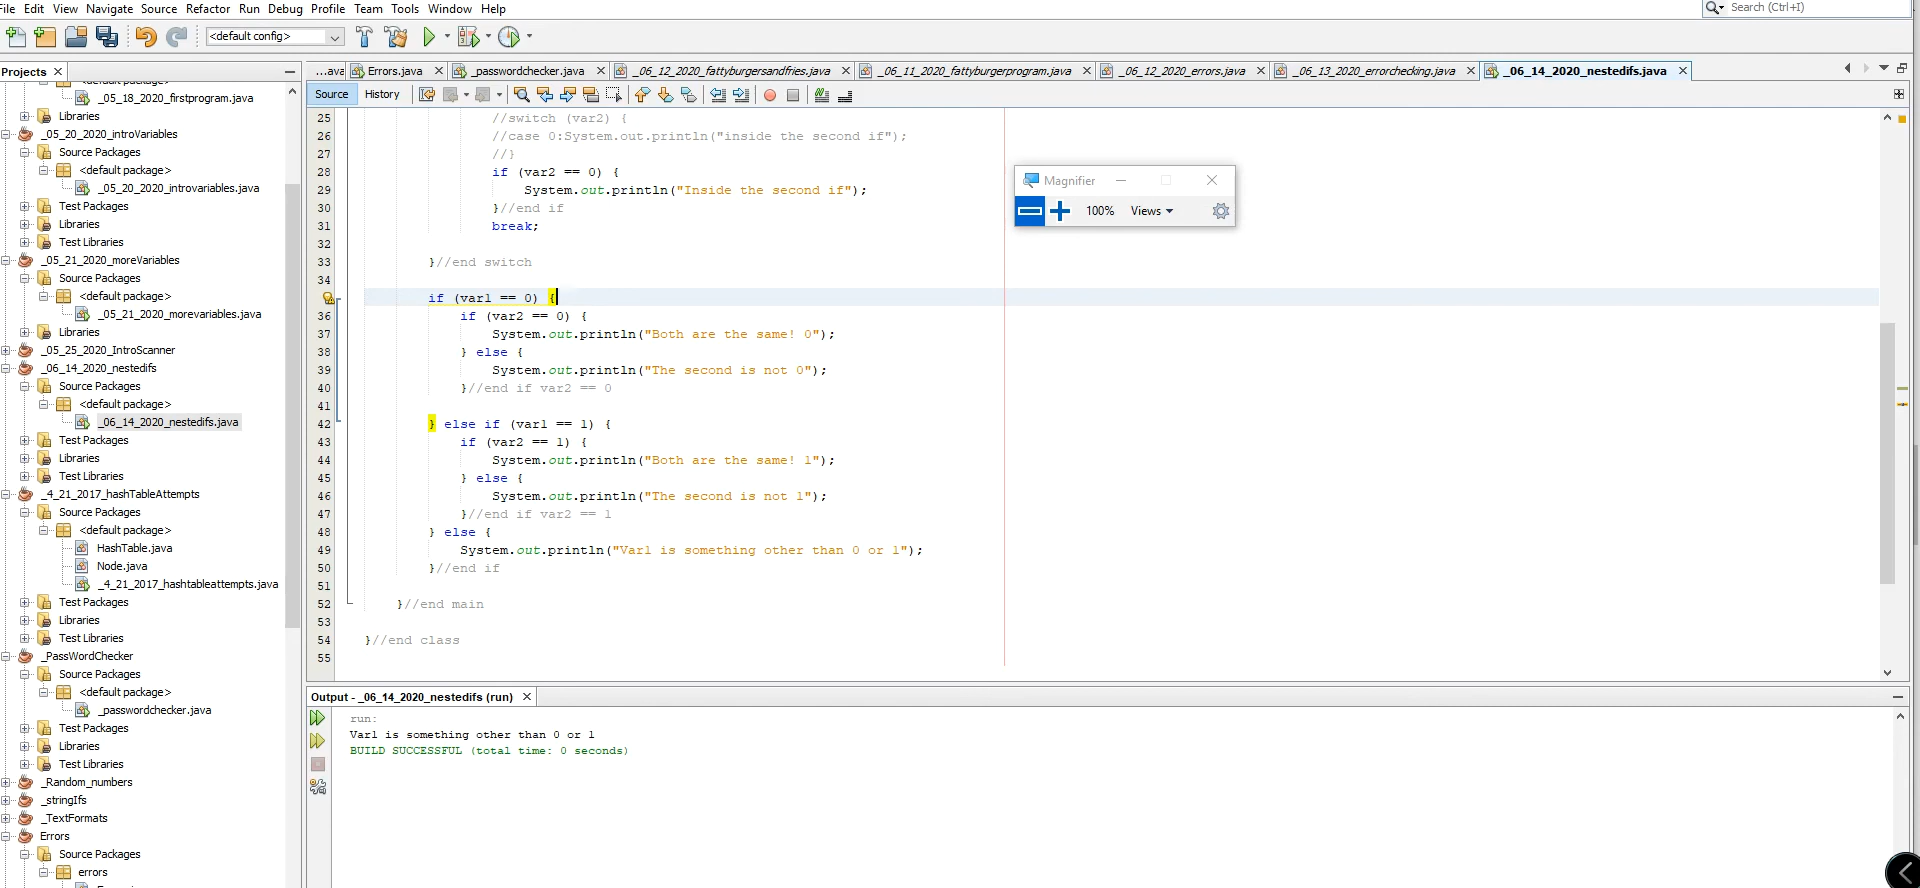 File Edit View Navigate Source Refactor Run Debug Profile Team Tools Window Help
Search (Ctrl+I)
<default config>
Projects
...ava Errors.java _passwordchecker.java _06_12_2020_fattyburgersandfries.java _06_11_2020_fattyburgerprogram.java _06_12_2020_errors.java _06_13_2020_errorchecking.java _06_14_2020_nestedifs.java
Source History
_05_18_2020_firstprogram.java
Libraries
_05_20_2020_introVariables
Source Packages
<default package>
_05_20_2020_introvariables.java
Test Packages
Libraries
Test Libraries
_05_21_2020_moreVariables
Source Packages
<default package>
_05_21_2020_morevariables.java
Libraries
_05_25_2020_IntroScanner
_06_14_2020_nestedifs
Source Packages
<default package>
_06_14_2020_nestedifs.java
Test Packages
Libraries
Test Libraries
_4_21_2017_hashTableAttempts
Source Packages
<default package>
HashTable.java
Node.java
_4_21_2017_hashtableattempts.java
Test Packages
Libraries
Test Libraries
_PassWordChecker
Source Packages
<default package>
_passwordchecker.java
Test Packages
Libraries
Test Libraries
_Random_numbers
_stringIfs
_TextFormats
Errors
Source Packages
errors
25 //switch (var2) {
26 //case 0:System.out.println("inside the second if");
27 //}
28 if (var2 == 0) {
29 System.out.println("Inside the second if");
30 }//end if
31 break;
32
33 }//end switch
34
if (var1 == 0) {
36 if (var2 == 0) {
37 System.out.println("Both are the same! 0");
38 } else {
39 System.out.println("The second is not 0");
40 }//end if var2 == 0
41
42 } else if (var1 == 1) {
43 if (var2 == 1) {
44 System.out.println("Both are the same! 1");
45 } else {
46 System.out.println("The second is not 1");
47 }//end if var2 == 1
48 } else {
49 System.out.println("Var1 is something other than 0 or 1");
50 }//end if
51
52 }//end main
53
54 }//end class
55
Magnifier
100% Views
Output - _06_14_2020_nestedifs (run)
run:
Var1 is something other than 0 or 1
BUILD SUCCESSFUL (total time: 0 seconds)